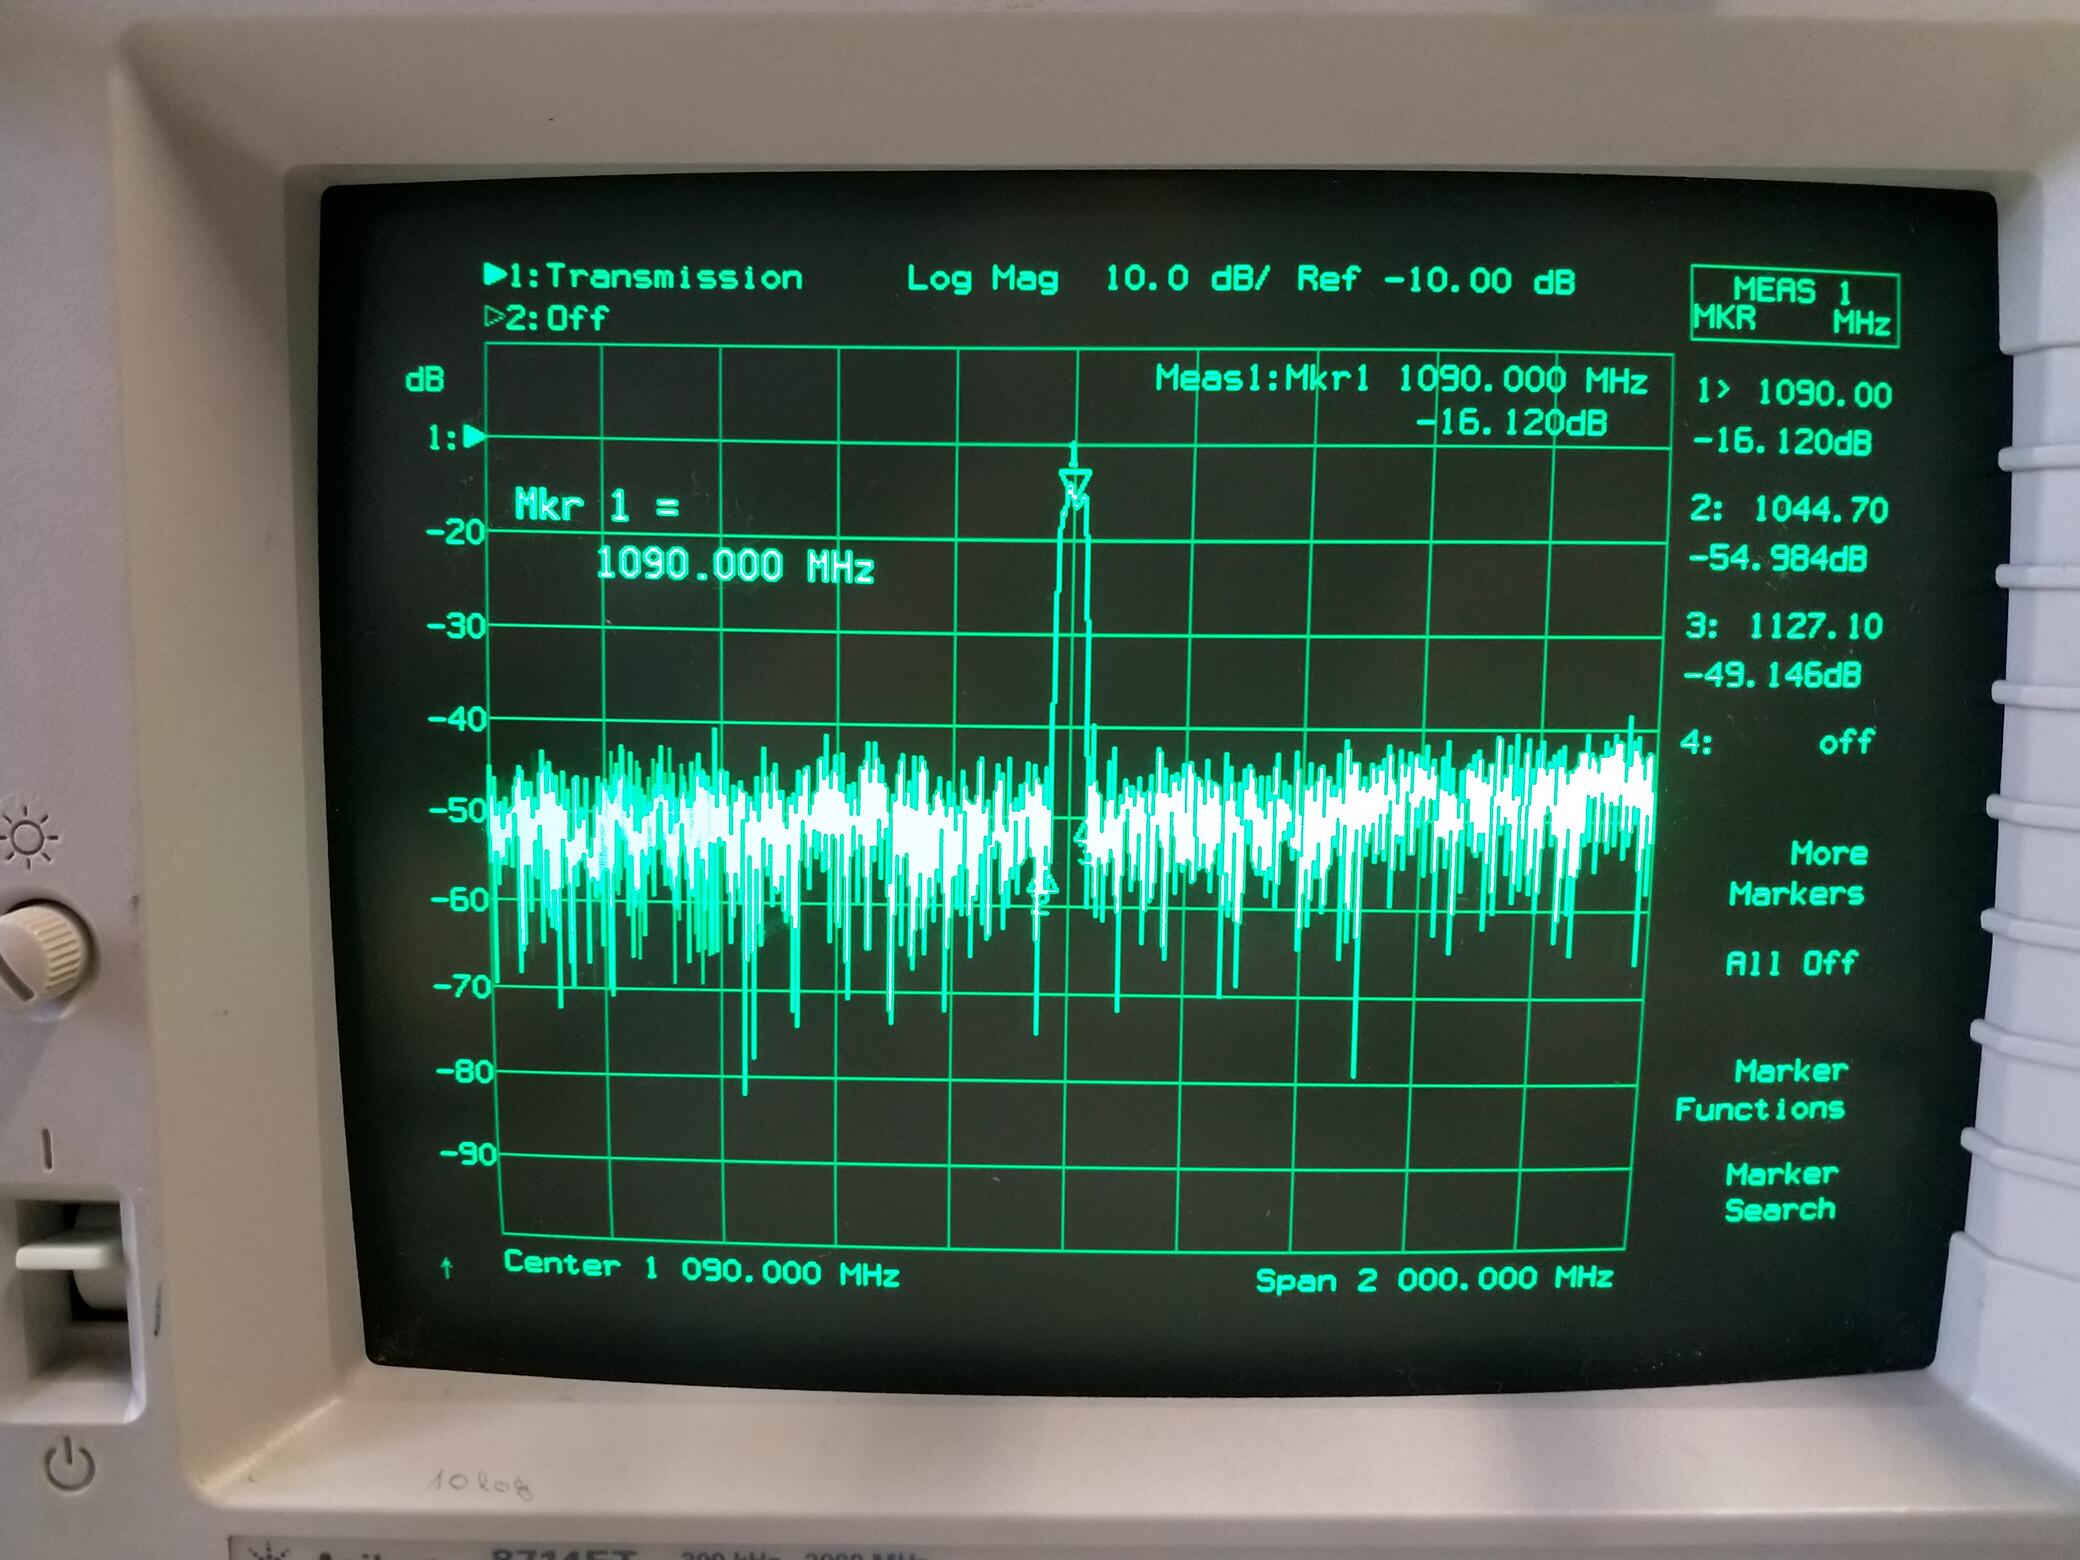 ▶1:Transmission Log Mag 10.0 dB/ Ref -10.00 dB
▷2:Off
MEAS 1
MKR MHz
dB
Meas1:Mkr1 1090.000 MHz
-16.120dB
1> 1090.00
-16.120dB
1:▶
Mkr 1 =
1090.000 MHz
2: 1044.70
-54.984dB
3: 1127.10
-49.146dB
4: off
-20
-30
-40
-50
-60
-70
-80
-90
More
Markers
All Off
Marker
Functions
Marker
Search
↑ Center 1 090.000 MHz Span 2 000.000 MHz
10log